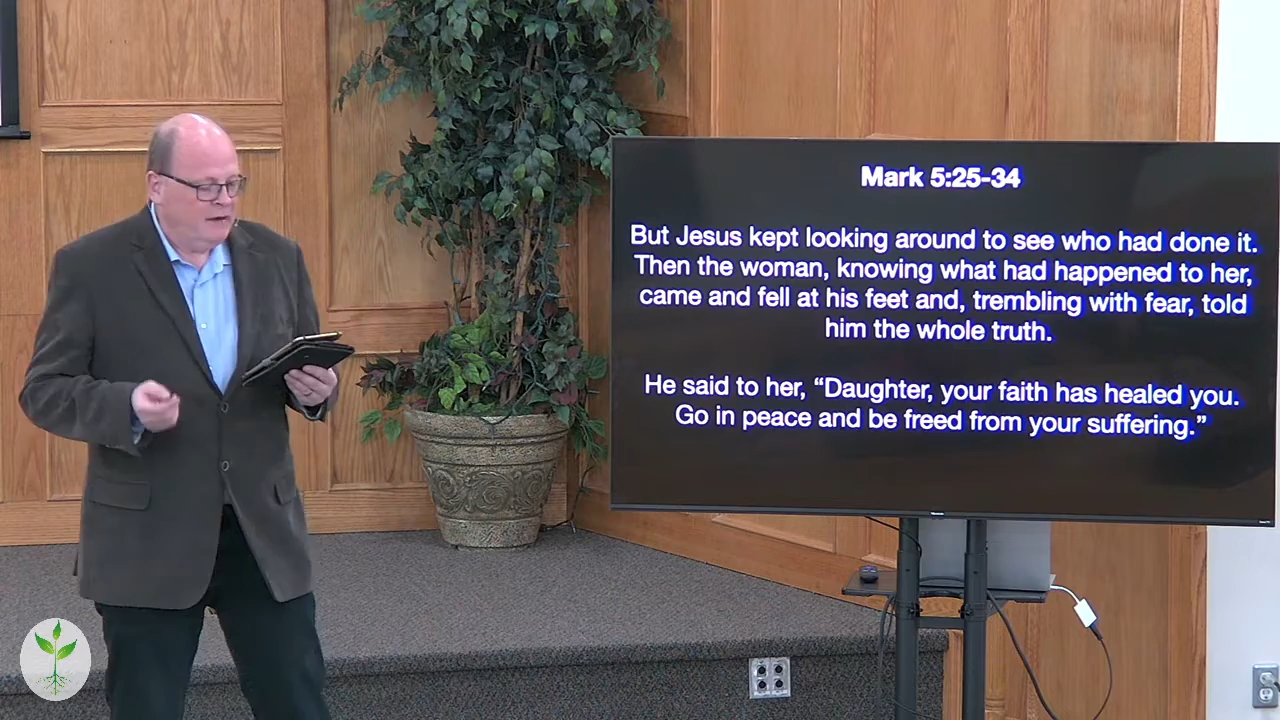 Mark 5:25-34
But Jesus kept looking around to see who had done it.
Then the woman, knowing what had happened to her,
came and fell at his feet and, trembling with fear, told
him the whole truth.
He said to her, “Daughter, your faith has healed you.
Go in peace and be freed from your suffering.”